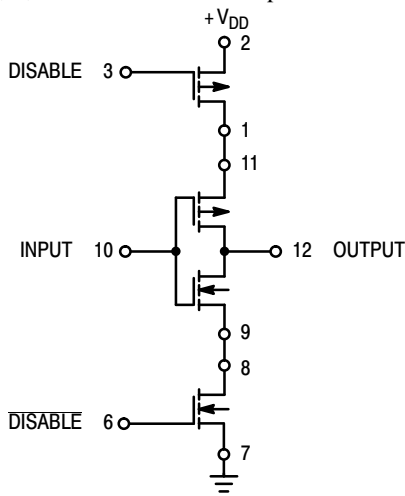 +VDD
2
DISABLE 3
1
11
INPUT 10
12 OUTPUT
9
8
DISABLE 6
7